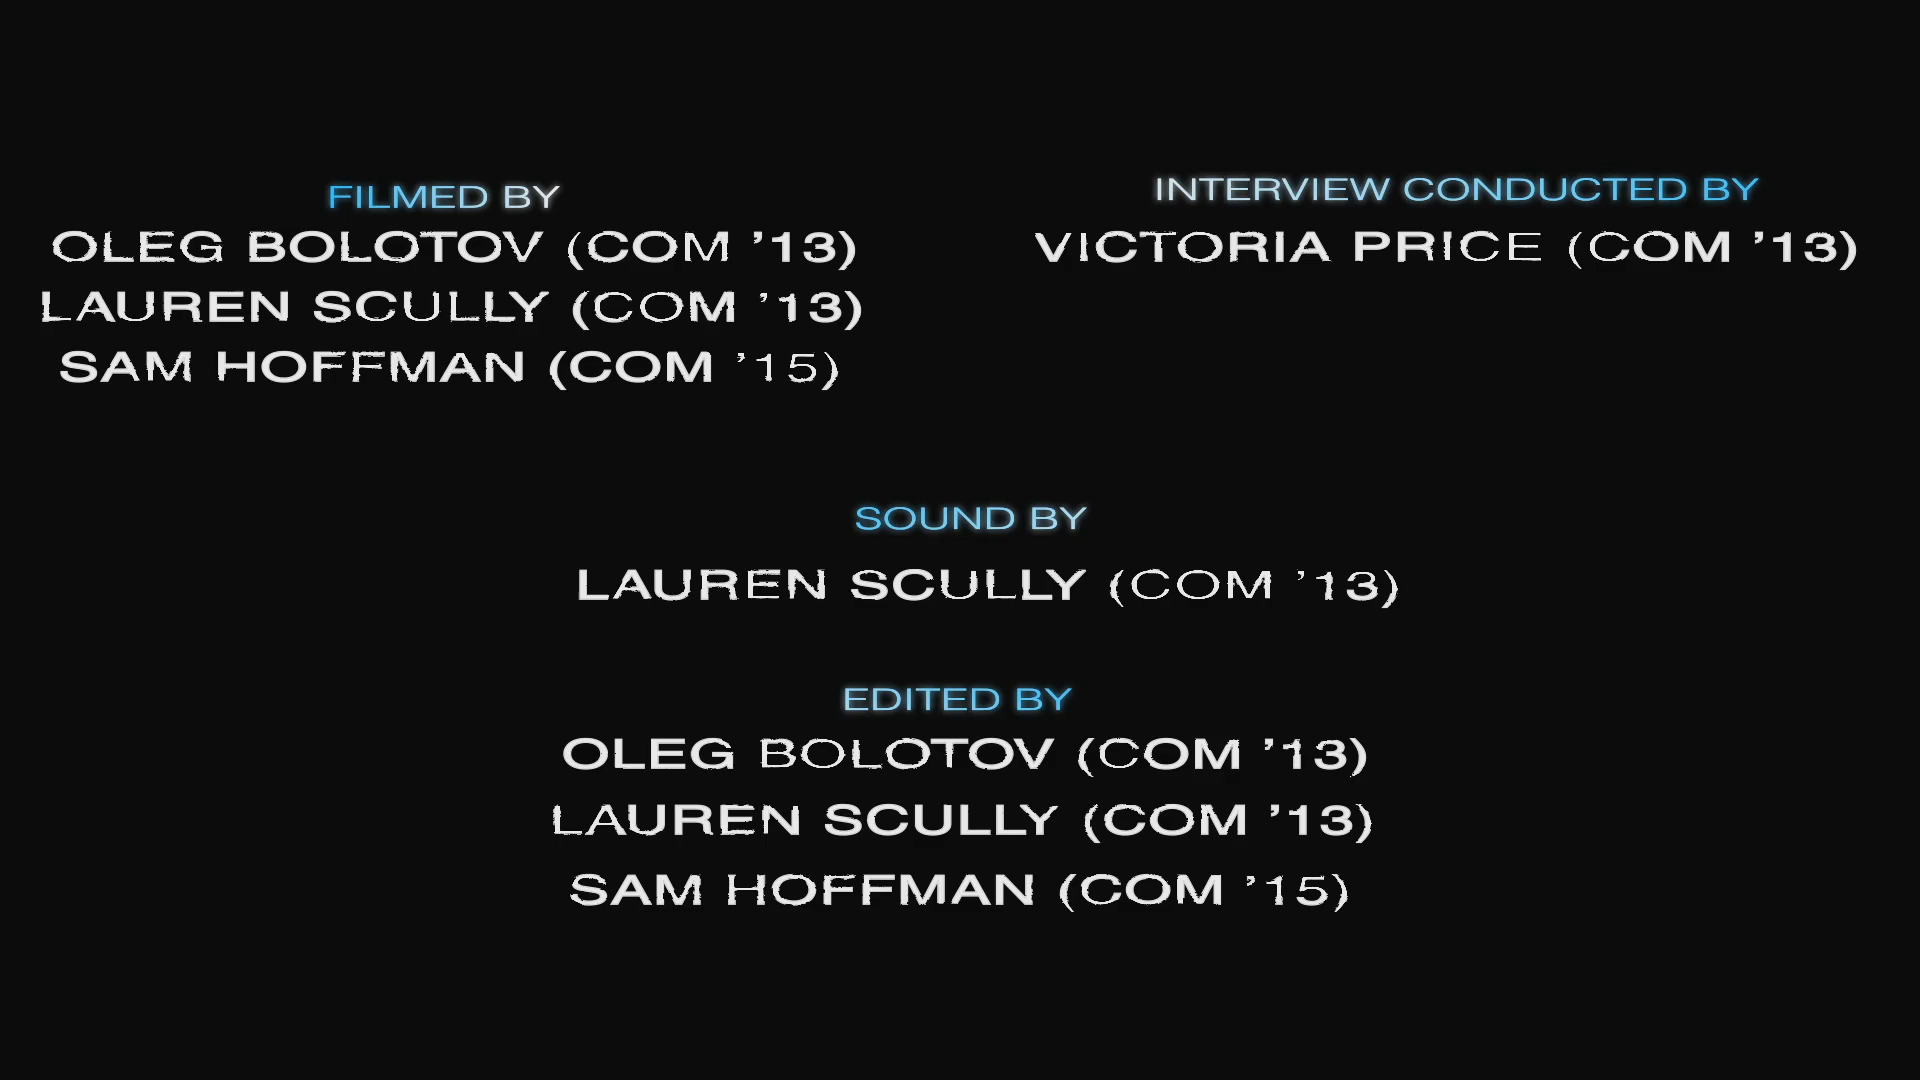 FILMED BY
OLEG BOLOTOV (COM ’13)
LAUREN SCULLY (COM ’13)
SAM HOFFMAN (COM ’15)
INTERVIEW CONDUCTED BY
VICTORIA PRICE (COM ’13)
SOUND BY
LAUREN SCULLY (COM ’13)
EDITED BY
OLEG BOLOTOV (COM ’13)
LAUREN SCULLY (COM ’13)
SAM HOFFMAN (COM ’15)